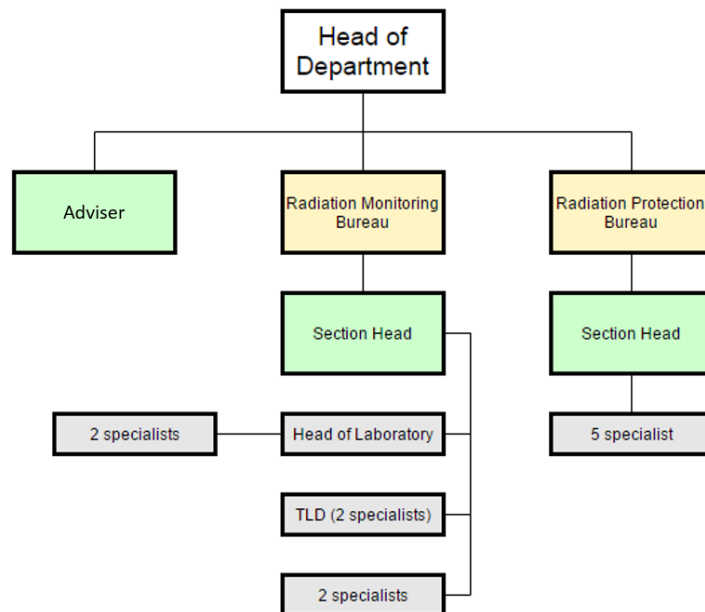 Head of
Department
Adviser
Radiation Monitoring
Bureau
Radiation Protection
Bureau
Section Head
Section Head
2 specialists
Head of Laboratory
5 specialist
TLD (2 specialists)
2 specialists